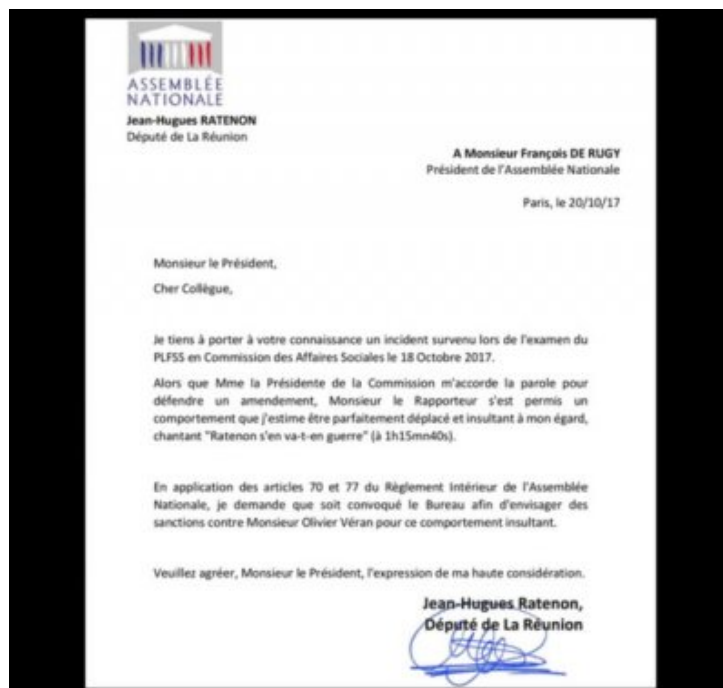 ASSEMBLÉE
NATIONALE
Jean-Hugues RATENON
Député de La Réunion
A Monsieur François DE RUGY
Président de l'Assemblée Nationale
Paris, le 20/10/17
Monsieur le Président,
Cher Collègue,
Je tiens à porter à votre connaissance un incident survenu lors de l'examen du
PLFSS en Commission des Affaires Sociales le 18 Octobre 2017.
Alors que Mme la Présidente de la Commission m'accorde la parole pour
défendre un amendement, Monsieur le Rapporteur s'est permis un
comportement que j'estime être parfaitement déplacé et insultant à mon égard,
chantant "Ratenon s'en va-t-en guerre" (à 1h15mn40s).
En application des articles 70 et 77 du Règlement Intérieur de l'Assemblée
Nationale, je demande que soit convoqué le Bureau afin d'envisager des
sanctions contre Monsieur Olivier Véran pour ce comportement insultant.
Veuillez agréer, Monsieur le Président, l'expression de ma haute considération.
Jean-Hugues Ratenon,
Député de La Réunion